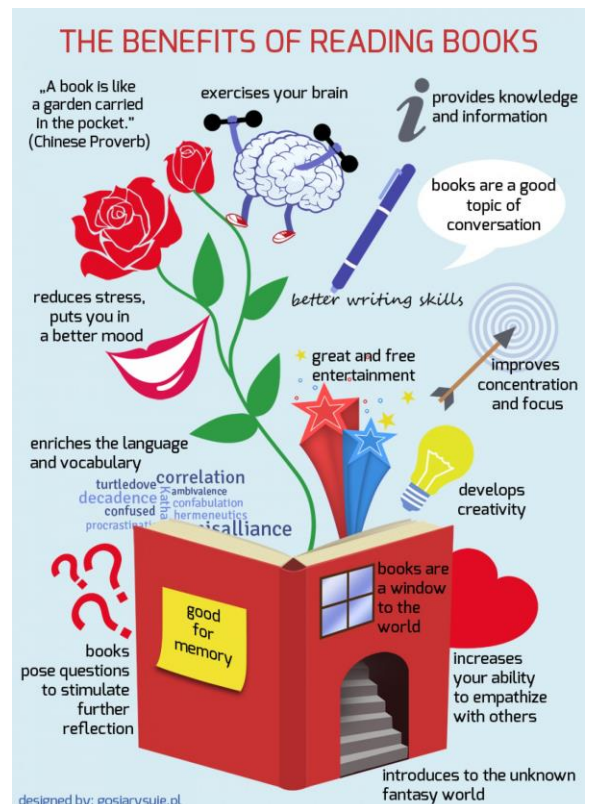 THE BENEFITS OF READING BOOKS
„A book is like
a garden carried
in the pocket.”
(Chinese Proverb)
exercises your brain
provides knowledge
and information
books are a good
topic of
conversation
reduces stress,
puts you in
a better mood
better writing skills
great and free
entertainment
improves
concentration
and focus
enriches the language
and vocabulary
turtledove
correlation
decadence
Katha
ambivalence
confused
confabulation
hermeneutics
develops
creativity
good
for
memory
books are
a window
to the
world
books
pose questions
to stimulate
further
reflection
increases
your ability
to empathize
with others
introduces to the unknown
fantasy world
designed by: gosiarysuje.pl